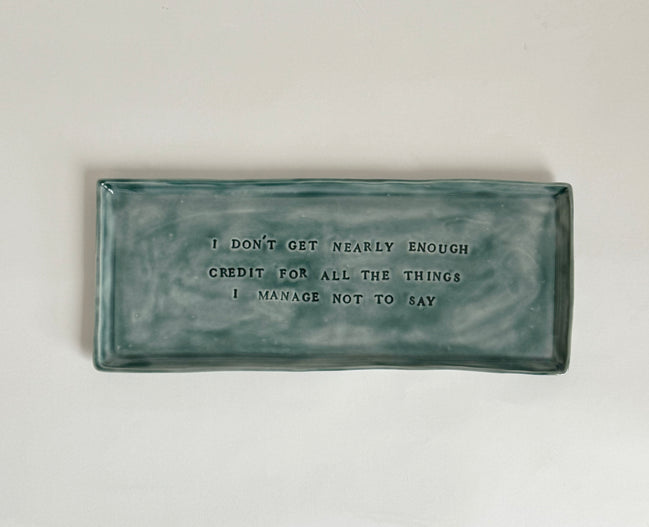 I DON'T GET NEARLY ENOUGH
CREDIT FOR ALL THE THINGS
I MANAGE NOT TO SAY